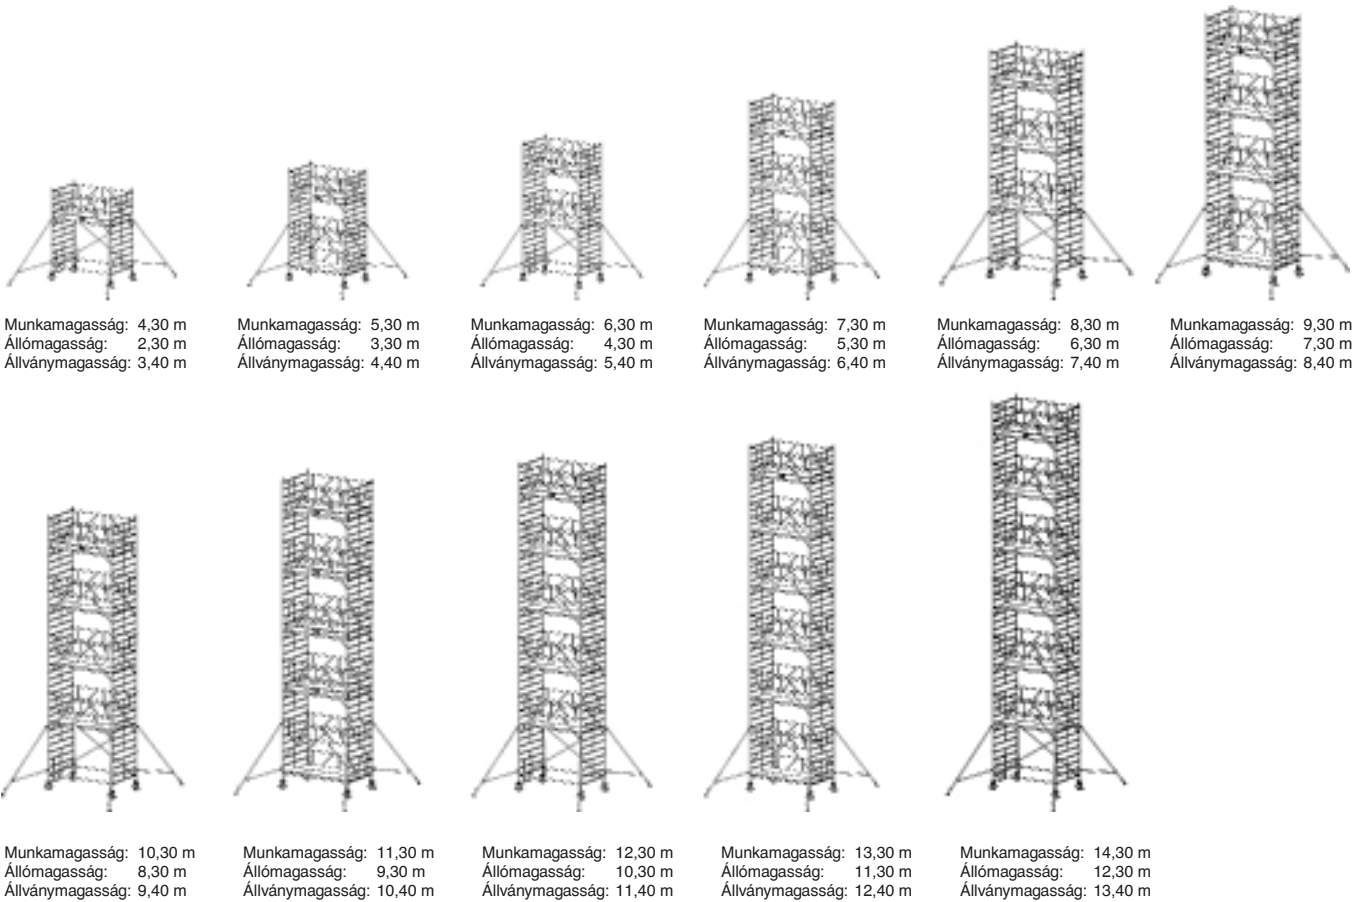 Munkamagasság: 4,30 m
Állómagasság: 2,30 m
Állványmagasság: 3,40 m
Munkamagasság: 5,30 m
Állómagasság: 3,30 m
Állványmagasság: 4,40 m
Munkamagasság: 6,30 m
Állómagasság: 4,30 m
Állványmagasság: 5,40 m
Munkamagasság: 7,30 m
Állómagasság: 5,30 m
Állványmagasság: 6,40 m
Munkamagasság: 8,30 m
Állómagasság: 6,30 m
Állványmagasság: 7,40 m
Munkamagasság: 9,30 m
Állómagasság: 7,30 m
Állványmagasság: 8,40 m
Munkamagasság: 10,30 m
Állómagasság: 8,30 m
Állványmagasság: 9,40 m
Munkamagasság: 11,30 m
Állómagasság: 9,30 m
Állványmagasság: 10,40 m
Munkamagasság: 12,30 m
Állómagasság: 10,30 m
Állványmagasság: 11,40 m
Munkamagasság: 13,30 m
Állómagasság: 11,30 m
Állványmagasság: 12,40 m
Munkamagasság: 14,30 m
Állómagasság: 12,30 m
Állványmagasság: 13,40 m